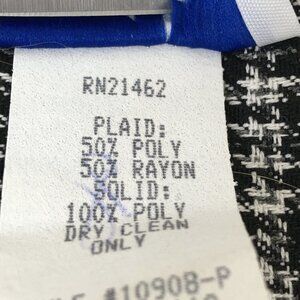 RN21462
PLAID:
50% POLY
50% RAYON
SOLID:
100% POLY
DRY CLEAN
ONLY
#10908-P